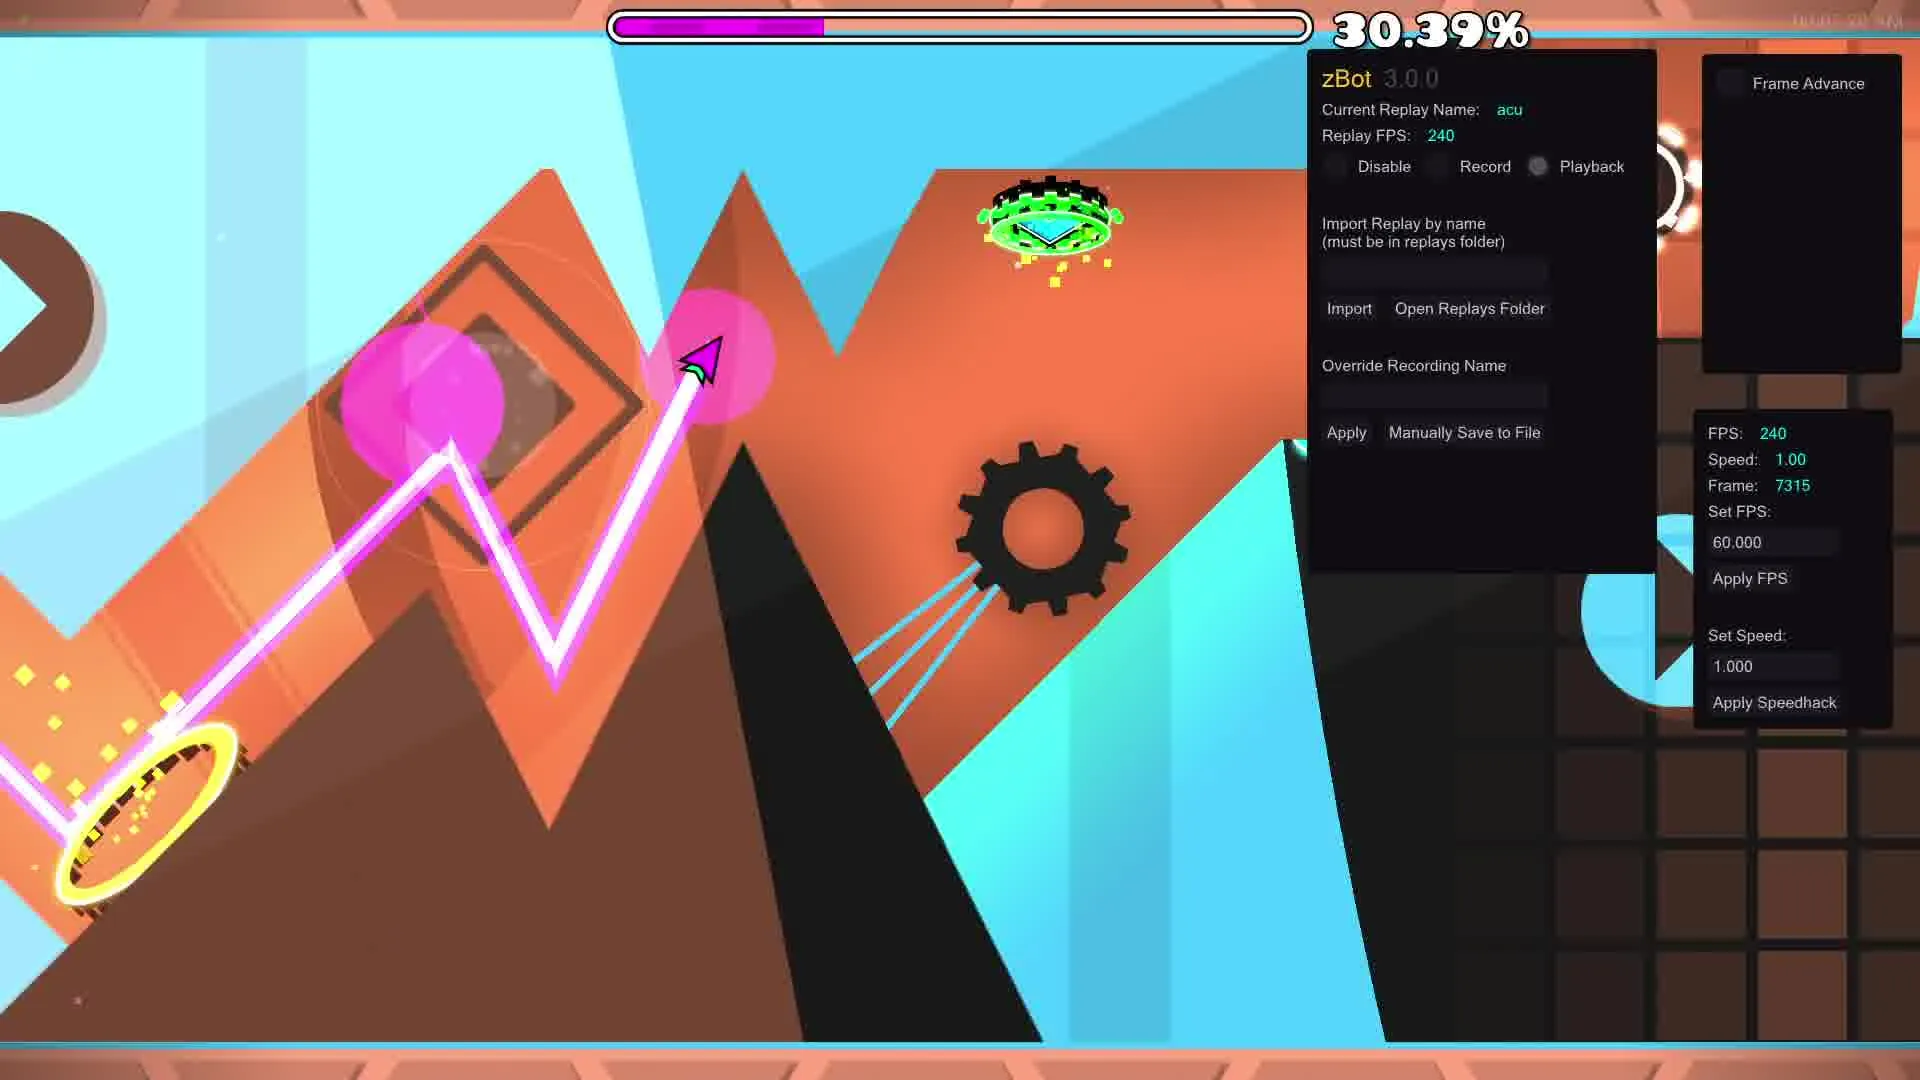 30.39%
zBot 3.0.0
Current Replay Name: acu
Replay FPS: 240
Disable Record Playback
Import Replay by name
(must be in replays folder)
Import Open Replays Folder
Override Recording Name
Apply Manually Save to File
Frame Advance
FPS: 240
Speed: 1.00
Frame: 7315
Set FPS:
60.000
Apply FPS
Set Speed:
1.000
Apply Speedhack